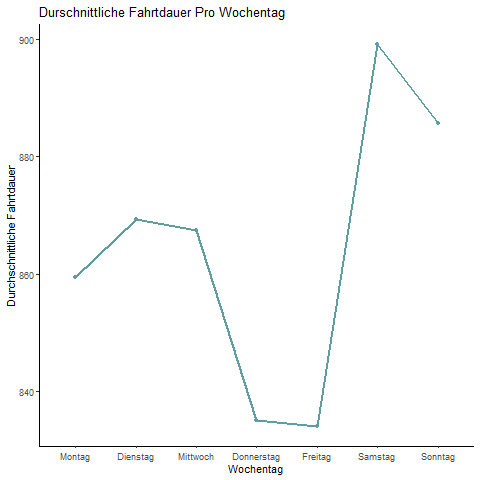 Durschnittliche Fahrtdauer Pro Wochentag
900
880
860
840
Durchschnittliche Fahrtdauer
Montag Dienstag Mittwoch Donnerstag Freitag Samstag Sonntag
Wochentag